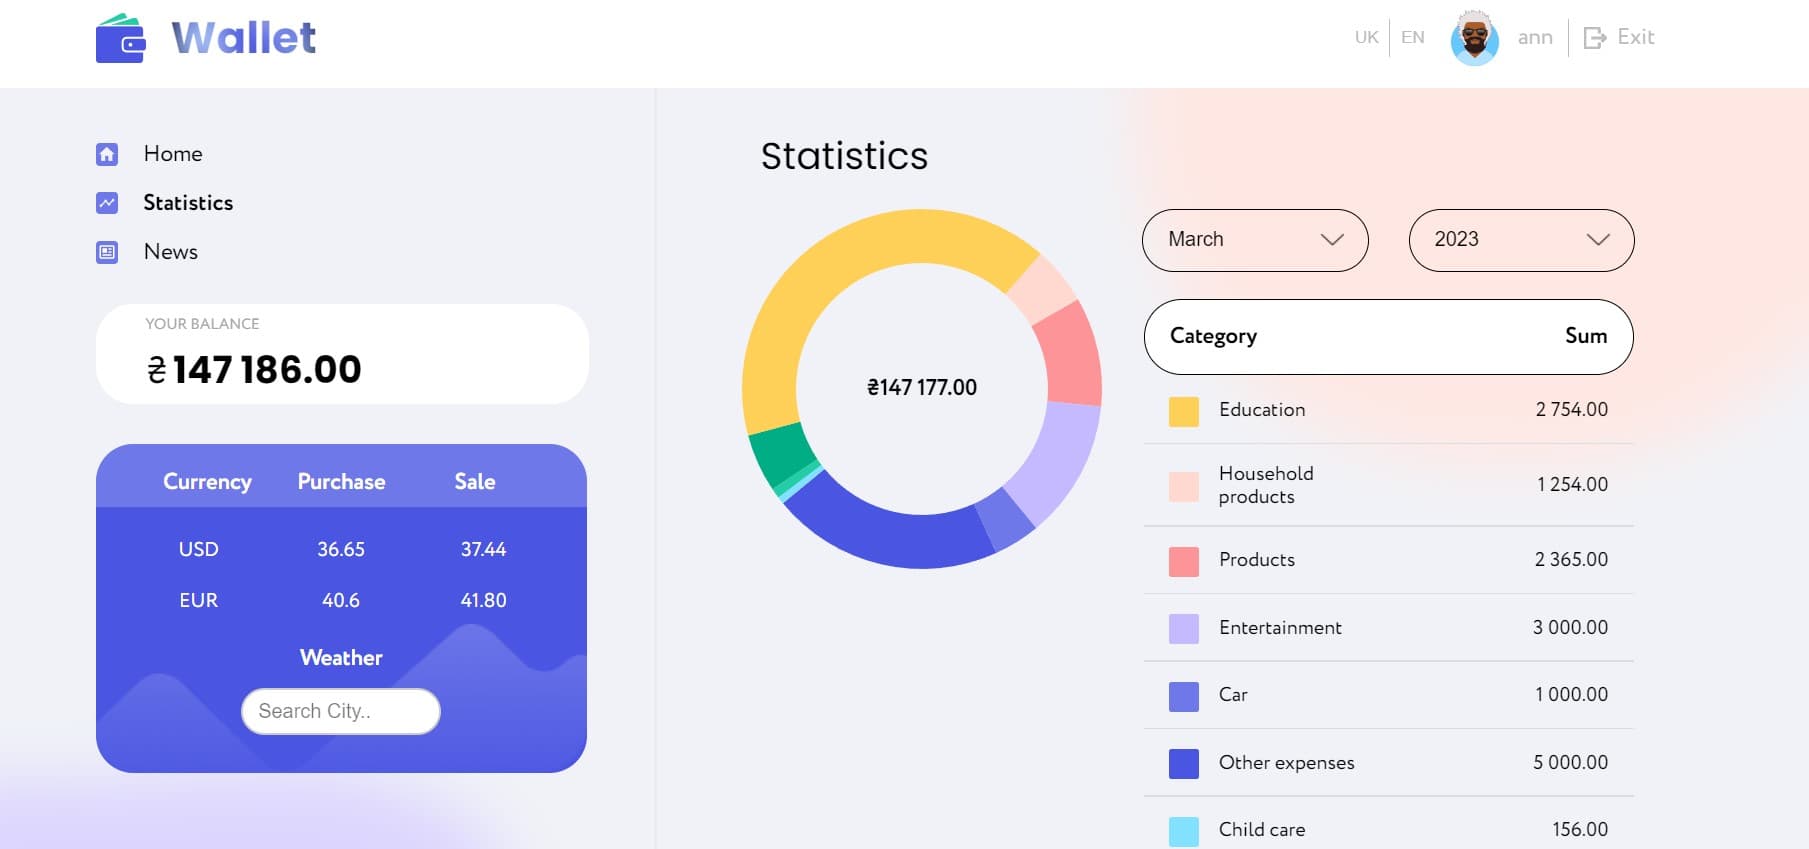 Wallet
UK EN ann Exit
Home
Statistics
News
YOUR BALANCE
₴ 147 186.00
Currency Purchase Sale
USD 36.65 37.44
EUR 40.6 41.80
Weather
Search City..
Statistics
₴147 177.00
March 2023
Category Sum
Education 2 754.00
Household
products 1 254.00
Products 2 365.00
Entertainment 3 000.00
Car 1 000.00
Other expenses 5 000.00
Child care 156.00